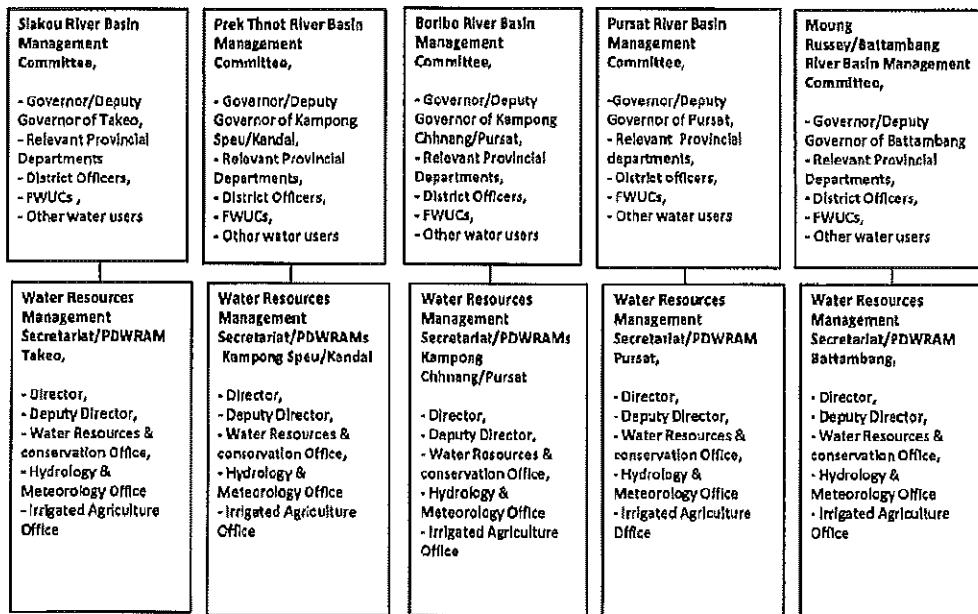 Slakou River Basin
Management
Committee,
- Governor/Deputy
Governor of Takeo,
- Relevant Provincial
Departments
- District Officers,
- FWUCs ,
- Other water users
Prek Thnot River Basin
Management
Committee,
- Governor/Deputy
Governor of Kampong
Speu/Kandal,
- Relevant Provincial
Departments,
- District Officers,
- FWUCs,
- Other water users
Boribo River Basin
Management
Committee,
- Governor/Deputy
Governor of Kampong
Chhnang/Pursat,
- Relevant Provincial
Departments,
- District Officers,
- FWUCs,
- Other water users
Pursat River Basin
Management
Committee,
-Governor/Deputy
Governor of Pursat,
- Relevant Provincial
departments,
- District officers,
- FWUCs,
- Other water users
Moung
Russey/Battambang
River Basin Management
Committee,
- Governor/Deputy
Governor of Battambang
- Relevant Provincial
Departments,
- District Officers,
- FWUCs,
- Other water users
Water Resources
Management
Secretariat/PDWRAM
Takeo,
- Director,
- Deputy Director,
- Water Resources &
conservation Office,
- Hydrology &
Meteorology Office
- Irrigated Agriculture
Office
Water Resources
Management
Secretariat/PDWRAMs
Kampong Speu/Kandal
- Director,
- Deputy Director,
- Water Resources &
conservation Office,
- Hydrology &
Meteorology Office
- Irrigated Agriculture
Office
Water Resources
Management
Secretariat/PDWRAMs
Kampong
Chhnang/Pursat
- Director,
- Deputy Director,
- Water Resources &
conservation Office,
- Hydrology &
Meteorology Office
- Irrigated Agriculture
Office
Water Resources
Management
Secretariat/PDWRAM
Pursat,
- Director,
- Deputy Director,
- Water Resources &
conservation Office,
- Hydrology &
Meteorology Office
- Irrigated Agriculture
Office
Water Resources
Management
Secretariat/PDWRAM
Battambang,
- Director,
- Deputy Director,
- Water Resources &
conservation Office,
- Hydrology &
Meteorology Office
- Irrigated Agriculture
Office